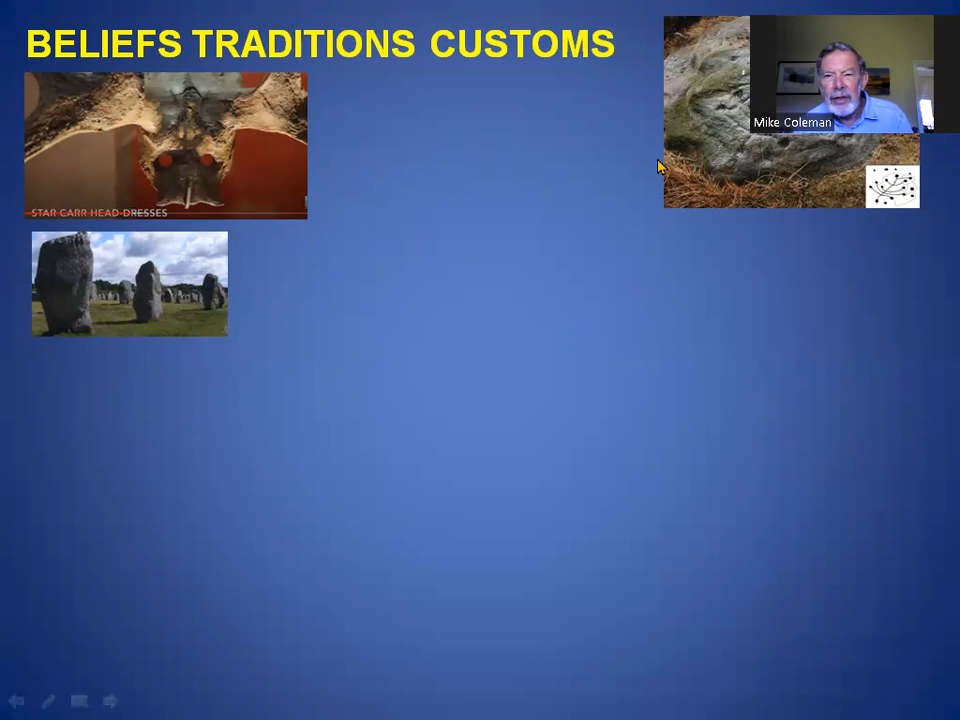 BELIEFS TRADITIONS CUSTOMS
Mike Coleman
STAR CARR HEAD-DRESSES